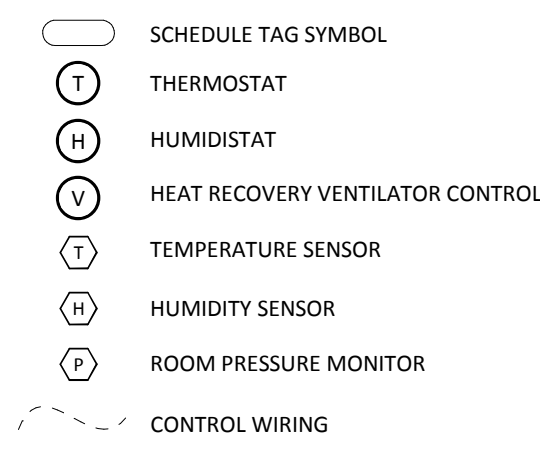 SCHEDULE TAG SYMBOL
T THERMOSTAT
H HUMIDISTAT
V HEAT RECOVERY VENTILATOR CONTROL
T TEMPERATURE SENSOR
H HUMIDITY SENSOR
P ROOM PRESSURE MONITOR
CONTROL WIRING